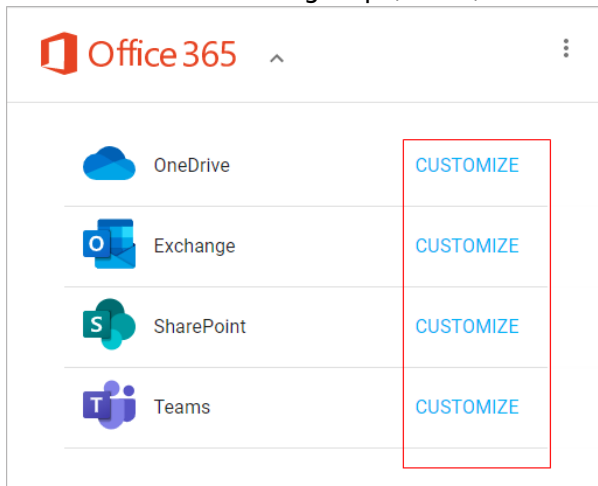 Office 365
OneDrive CUSTOMIZE
Exchange CUSTOMIZE
SharePoint CUSTOMIZE
Teams CUSTOMIZE